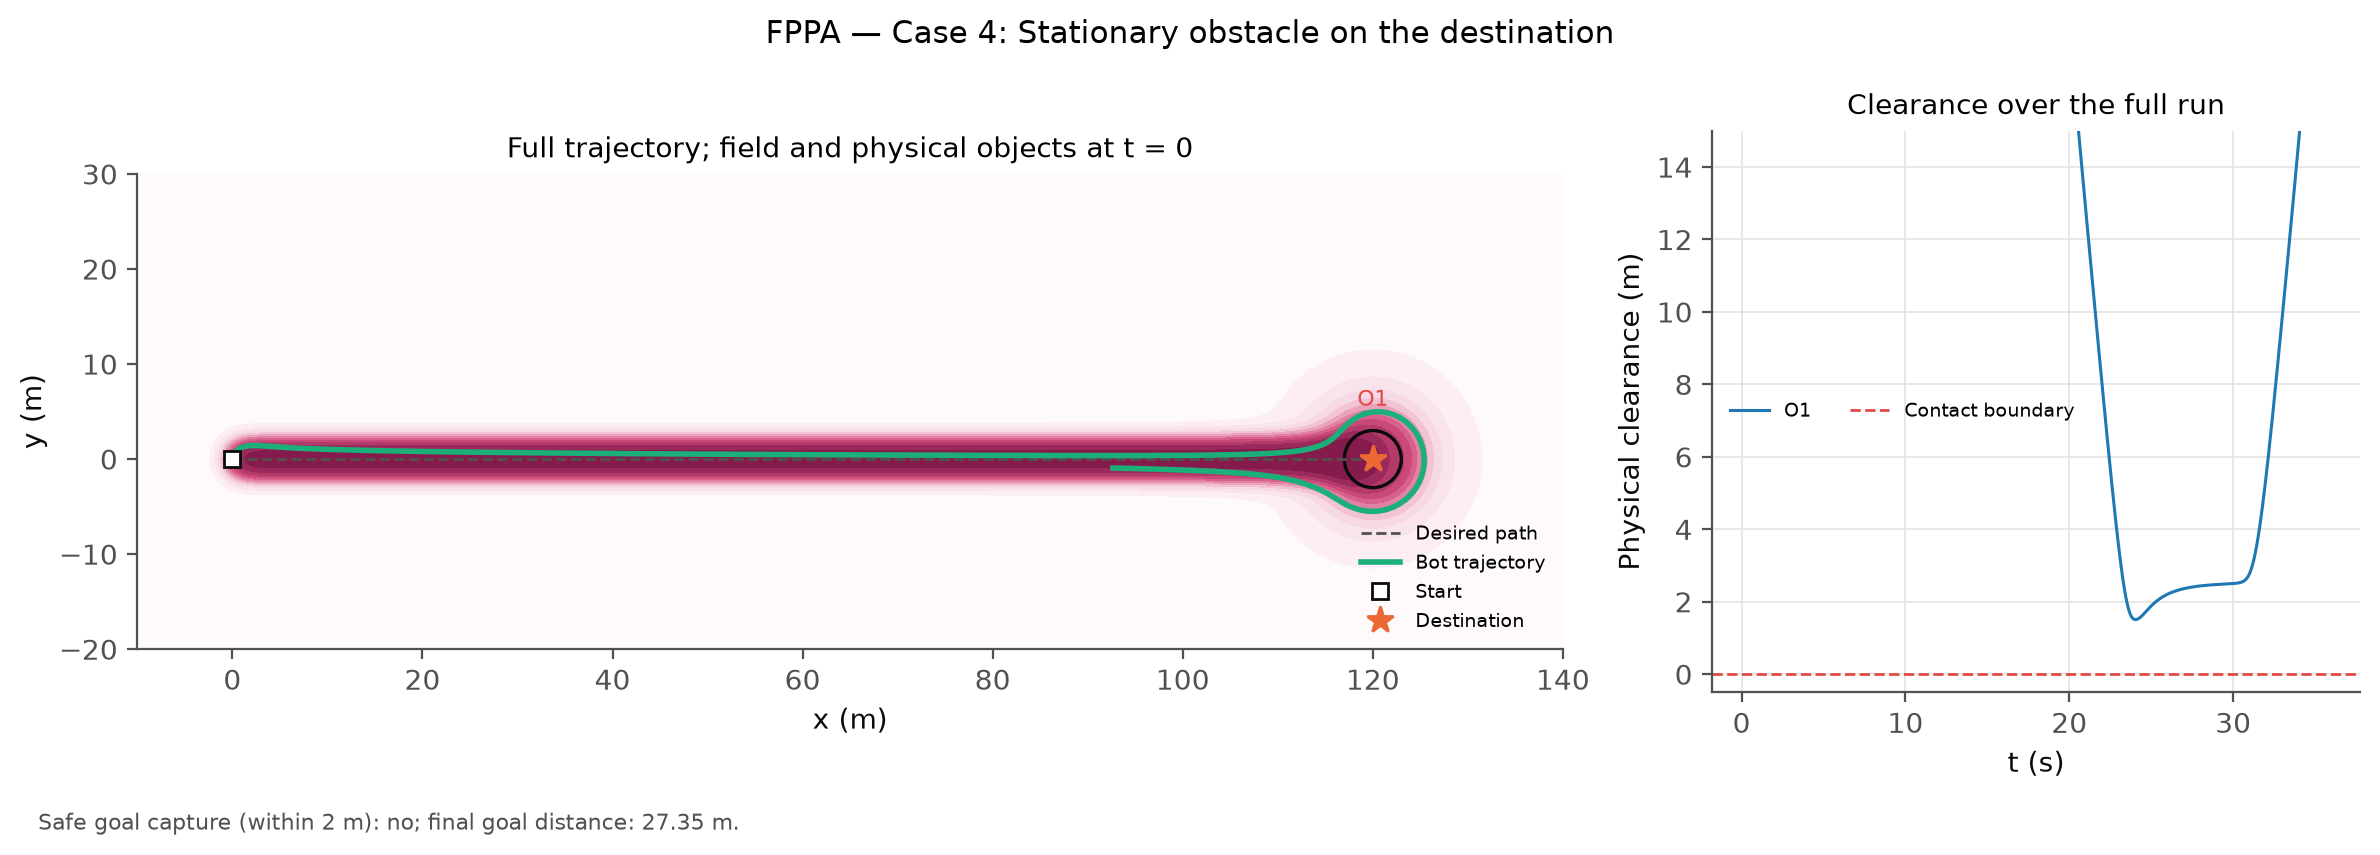 FPPA — Case 4: Stationary obstacle on the destination
Full trajectory; field and physical objects at t = 0
30
20
10
0
−10
−20
y (m)
0
20
40
60
80
100
120
140
x (m)
O1
Desired path
Bot trajectory
Start
Destination
Clearance over the full run
14
12
10
8
6
4
2
0
Physical clearance (m)
O1
Contact boundary
0
10
20
30
t (s)
Safe goal capture (within 2 m): no; final goal distance: 27.35 m.